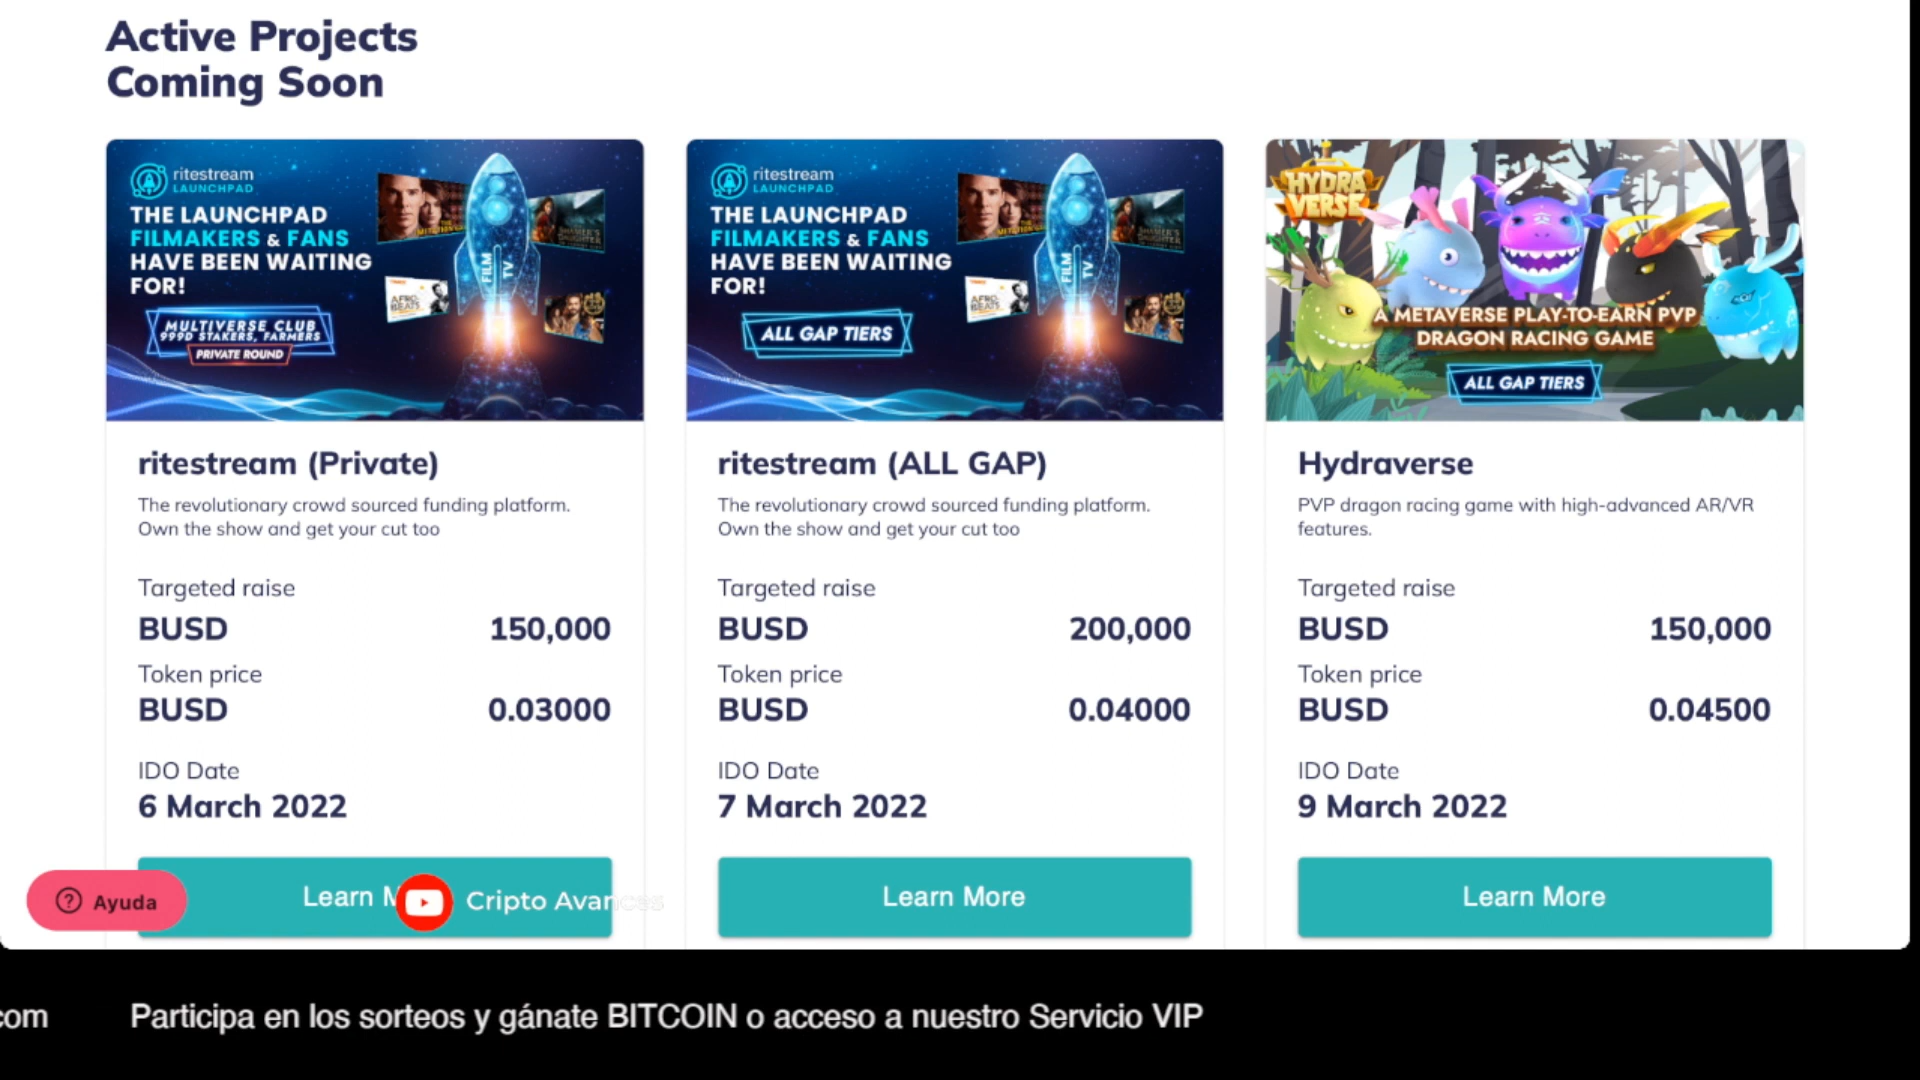 Active Projects
Coming Soon
ritestream
LAUNCHPAD
THE LAUNCHPAD
FILMAKERS & FANS
HAVE BEEN WAITING
FOR!
MULTIVERSE CLUB
999D STAKERS, FARMERS
PRIVATE ROUND
FILM
TV
AFRO-
BEATS
ritestream
LAUNCHPAD
THE LAUNCHPAD
FILMAKERS & FANS
HAVE BEEN WAITING
FOR!
ALL GAP TIERS
FILM
TV
AFRO-
BEATS
HYDRA
VERSE
A METAVERSE PLAY-TO-EARN PVP
DRAGON RACING GAME
ALL GAP TIERS
ritestream (Private)
The revolutionary crowd sourced funding platform.
Own the show and get your cut too
Targeted raise
BUSD 150,000
Token price
BUSD 0.03000
IDO Date
6 March 2022
Learn M
ritestream (ALL GAP)
The revolutionary crowd sourced funding platform.
Own the show and get your cut too
Targeted raise
BUSD 200,000
Token price
BUSD 0.04000
IDO Date
7 March 2022
Learn More
Hydraverse
PVP dragon racing game with high-advanced AR/VR
features.
Targeted raise
BUSD 150,000
Token price
BUSD 0.04500
IDO Date
9 March 2022
Learn More
Ayuda
Cripto Avances
com Participa en los sorteos y gánate BITCOIN o acceso a nuestro Servicio VIP